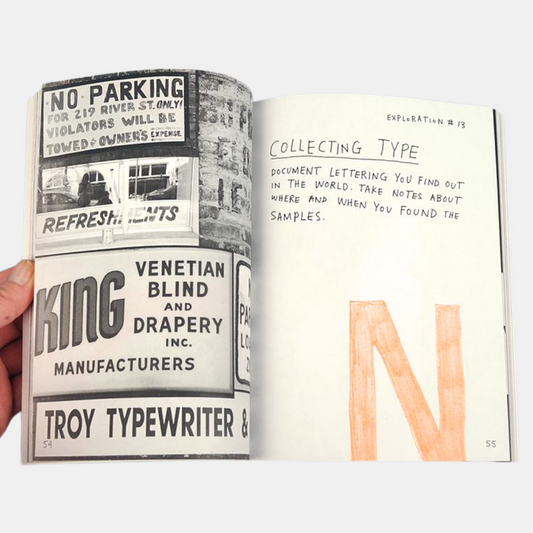 NO PARKING
FOR 219 RIVER ST. ONLY!
VIOLATORS WILL BE
TOWED & OWNER'S EXPENSE
REFRESHMENTS
KING
VENETIAN
BLIND
AND
DRAPERY
INC.
MANUFACTURERS
TROY TYPEWRITER &
54
EXPLORATION #13
COLLECTING TYPE
DOCUMENT LETTERING YOU FIND OUT
IN THE WORLD. TAKE NOTES ABOUT
WHERE AND WHEN YOU FOUND THE
SAMPLES.
N
55